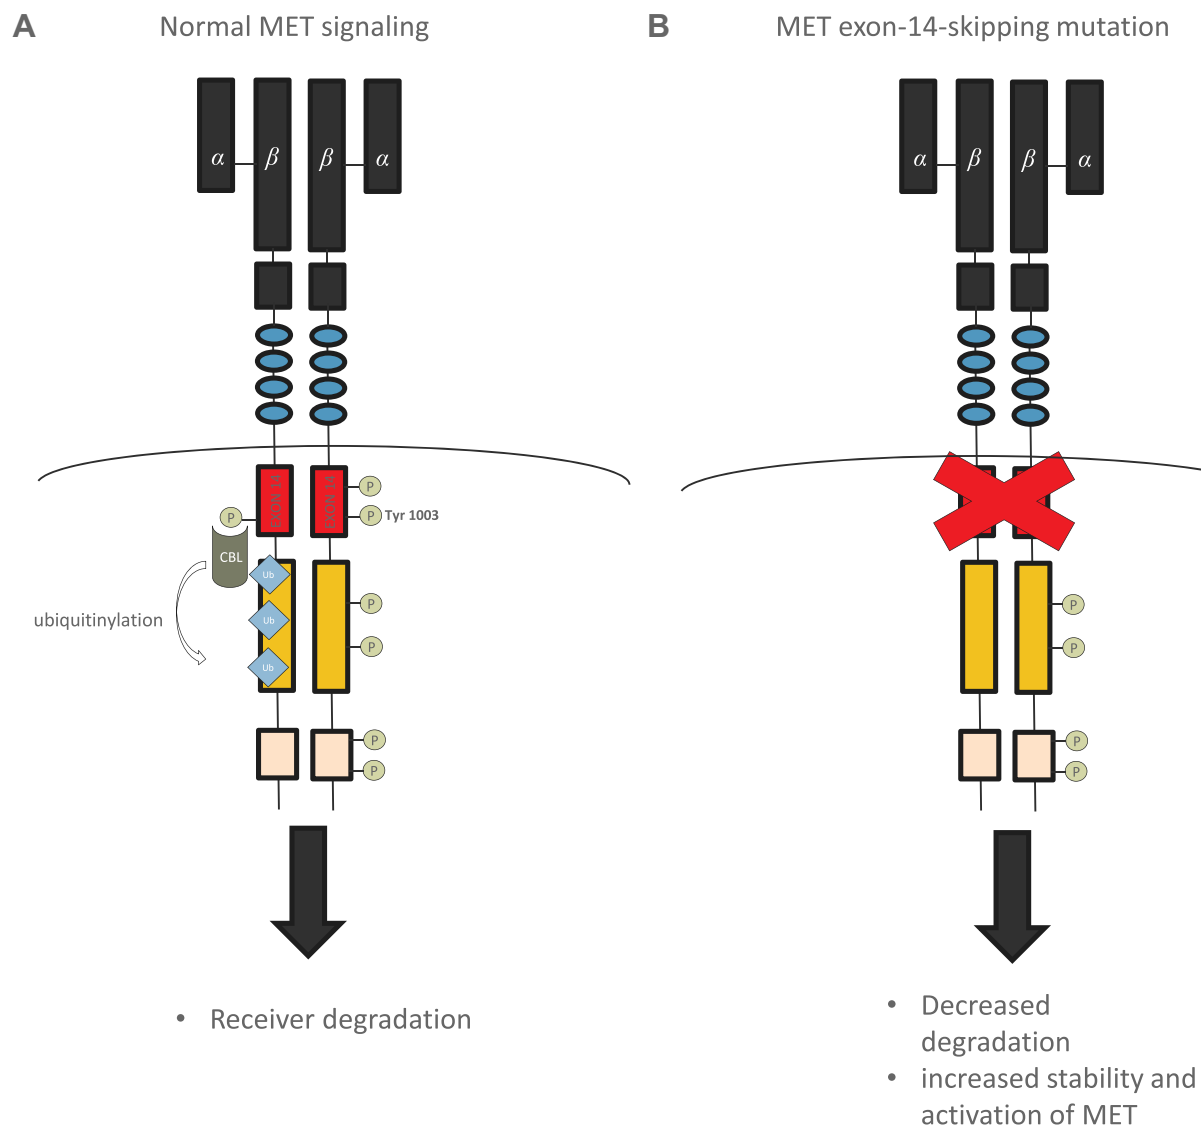 A
Normal MET signaling
B
MET exon-14-skipping mutation
α
β
β
α
α
β
β
α
EXON 14
EXON 14
P
P
P
Tyr 1003
CBL
Ub
Ub
Ub
ubiquitinylation
P
P
P
P
P
P
P
P
• Receiver degradation
• Decreased
degradation
• increased stability and
activation of MET